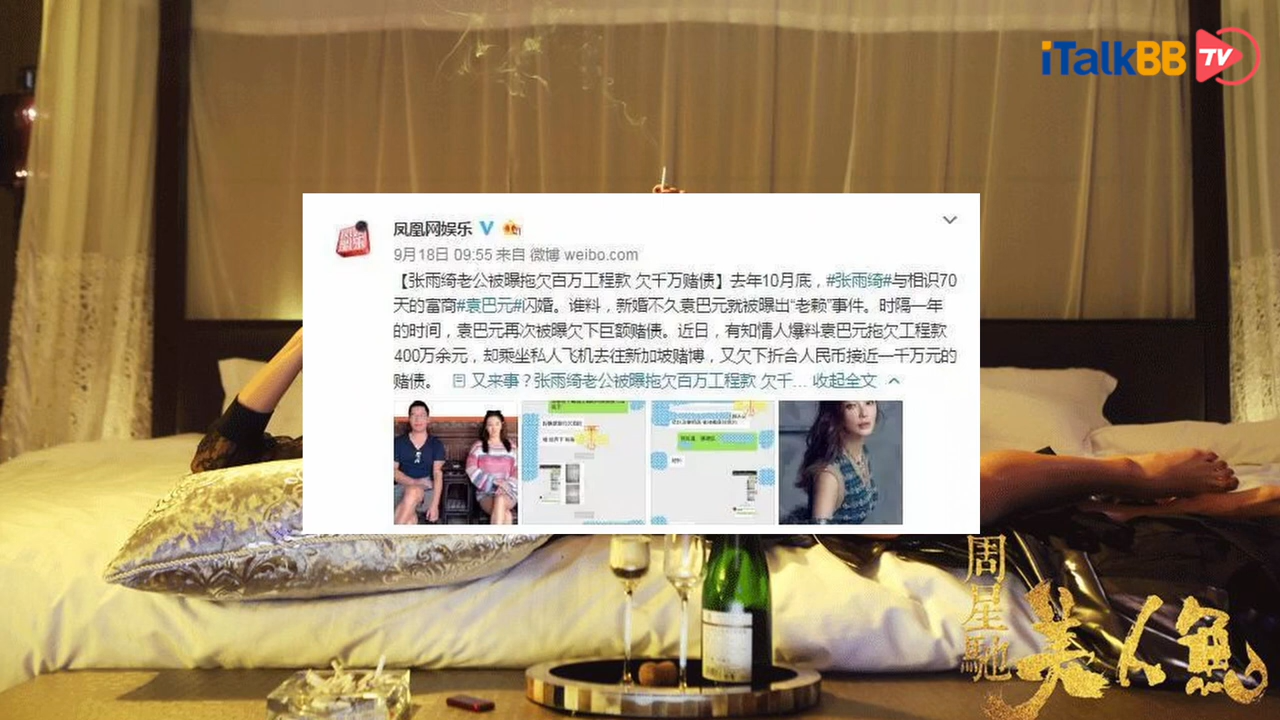 iTalkBB TV
凤凰网娱乐
9月18日 09:55 来自 微博 weibo.com
【张雨绮老公被曝拖欠百万工程款 欠千万赌债】去年10月底，#张雨绮#与相识70
天的富商#袁巴元#闪婚。谁料，新婚不久袁巴元就被曝出“老赖”事件。时隔一年
的时间，袁巴元再次被曝欠下巨额赌债。近日，有知情人爆料袁巴元拖欠工程款
400万余元，却乘坐私人飞机去往新加坡赌博，又欠下折合人民币接近一千万元的
赌债。 又来事？张雨绮老公被曝拖欠百万工程款 欠千... 收起全文
周星馳
美人魚